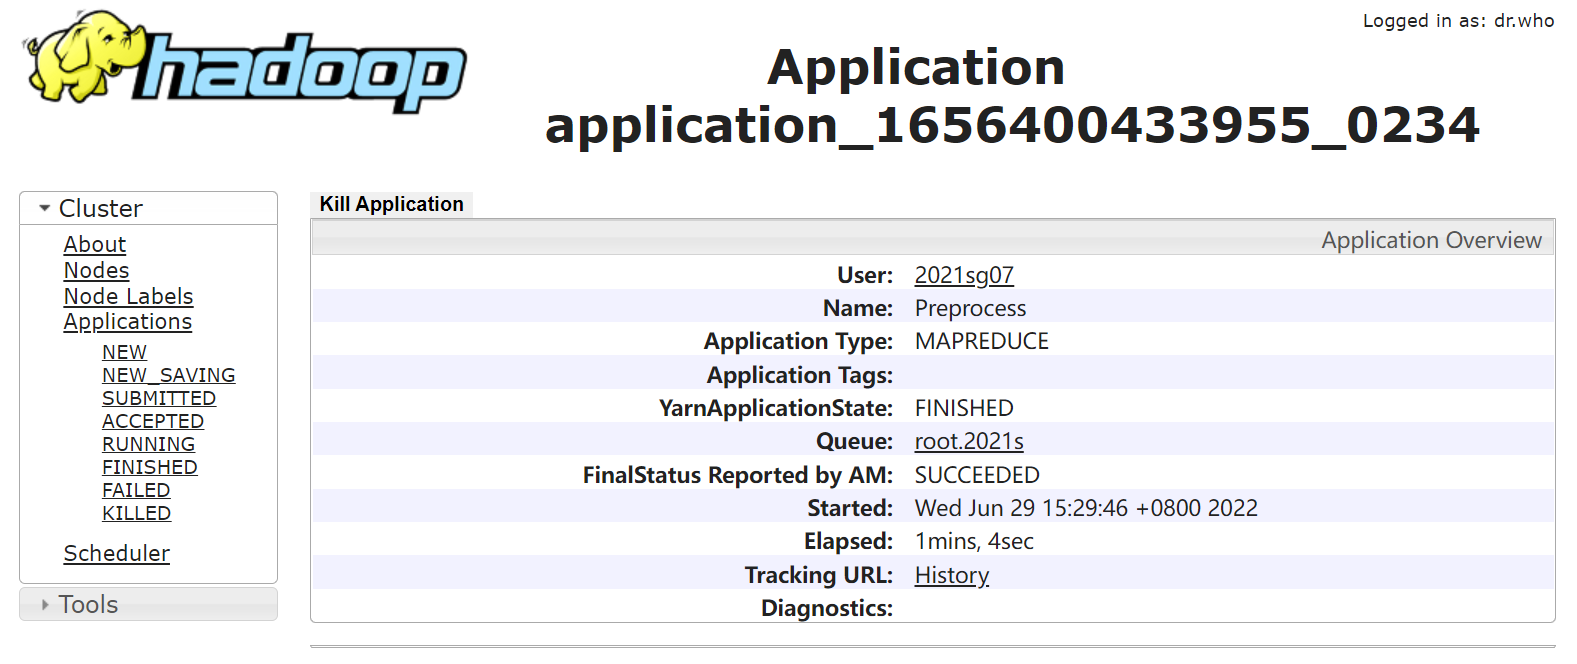 hadoop
Logged in as: dr.who
Application
application_1656400433955_0234
Cluster
About
Nodes
Node Labels
Applications
NEW
NEW_SAVING
SUBMITTED
ACCEPTED
RUNNING
FINISHED
FAILED
KILLED
Scheduler
Tools
Kill Application
Application Overview
User: 2021sg07
Name: Preprocess
Application Type: MAPREDUCE
Application Tags:
YarnApplicationState: FINISHED
Queue: root.2021s
FinalStatus Reported by AM: SUCCEEDED
Started: Wed Jun 29 15:29:46 +0800 2022
Elapsed: 1mins, 4sec
Tracking URL: History
Diagnostics: